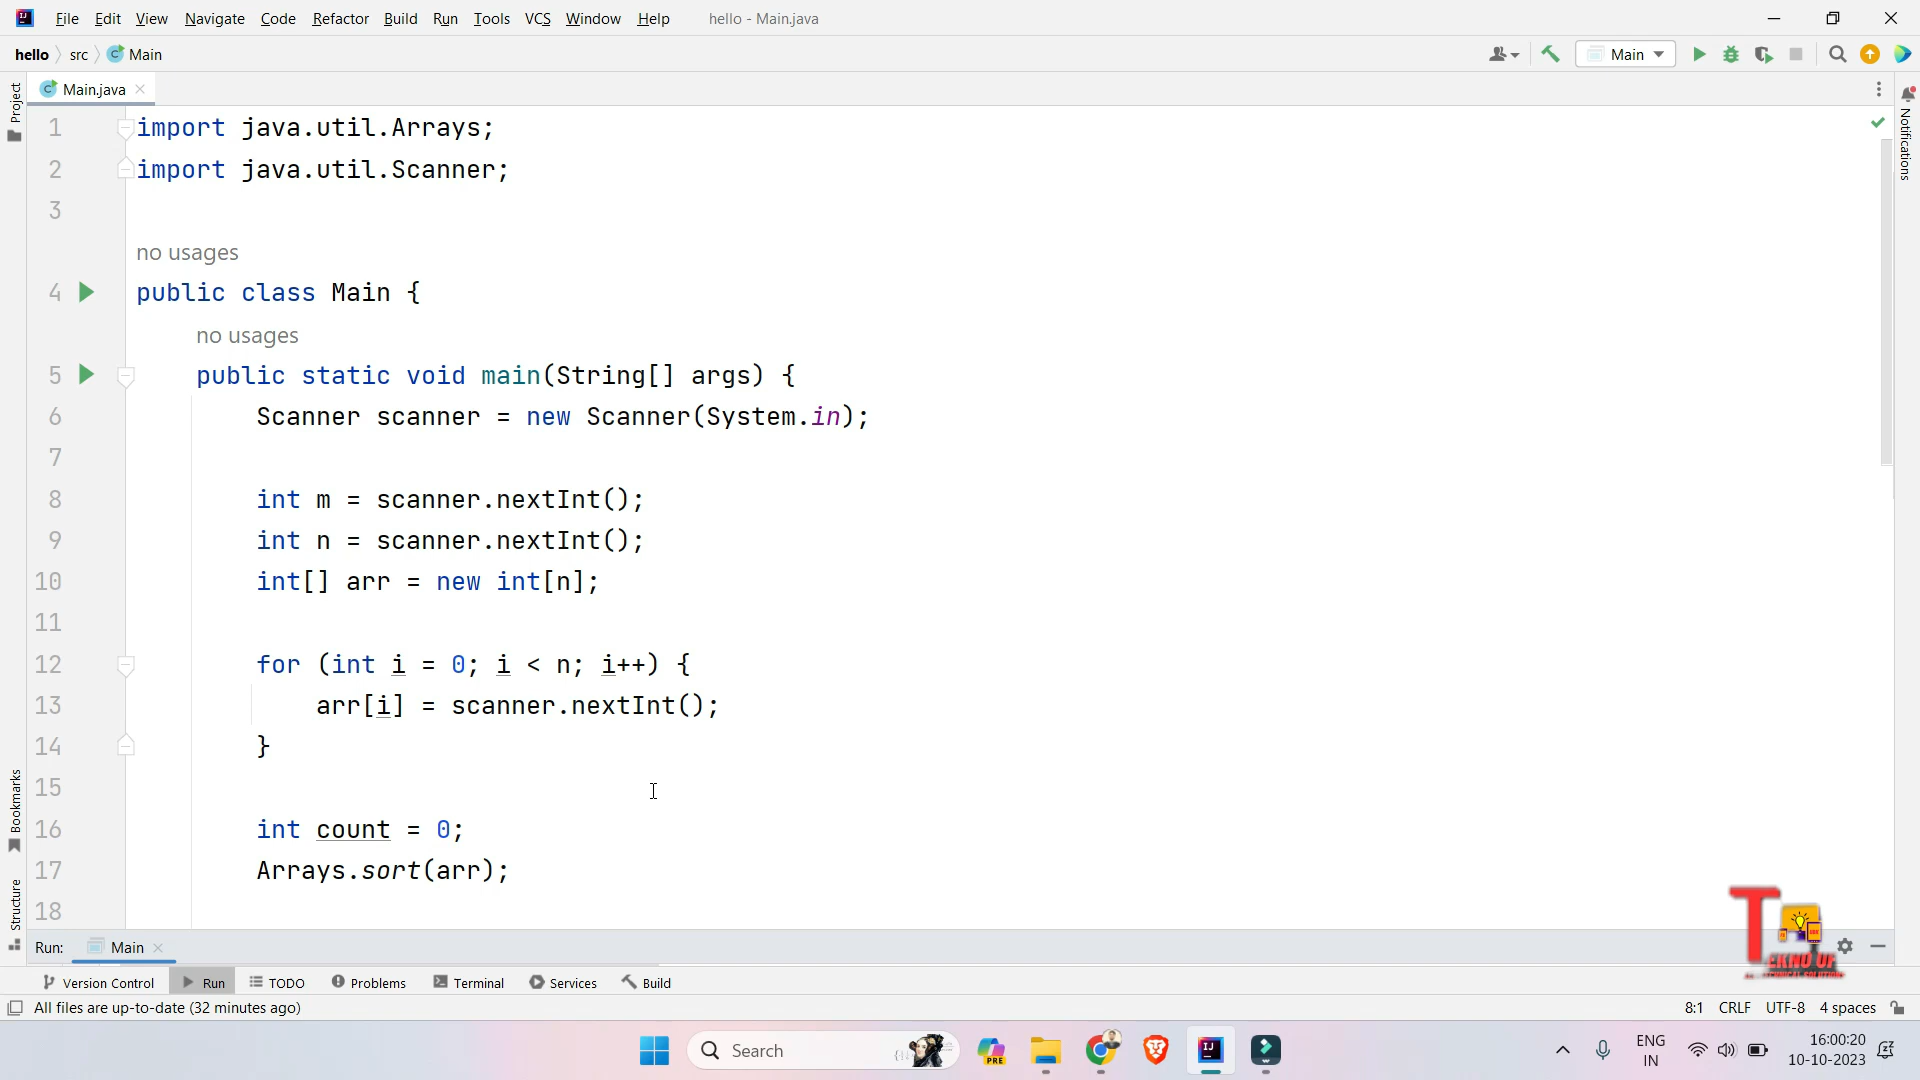 File Edit View Navigate Code Refactor Build Run Tools VCS Window Help hello - Main.java
hello src Main
Main
Main.java
Project
Notifications
1 import java.util.Arrays;
2 import java.util.Scanner;
3
no usages
4 public class Main {
no usages
5 public static void main(String[] args) {
6 Scanner scanner = new Scanner(System.in);
7
8 int m = scanner.nextInt();
9 int n = scanner.nextInt();
10 int[] arr = new int[n];
11
12 for (int i = 0; i < n; i++) {
13 arr[i] = scanner.nextInt();
14 }
15
16 int count = 0;
17 Arrays.sort(arr);
18
Bookmarks
Structure
Run: Main
Version Control Run TODO Problems Terminal Services Build
All files are up-to-date (32 minutes ago)
8:1 CRLF UTF-8 4 spaces
Search
PRE
ENG
IN
16:00:20
10-10-2023